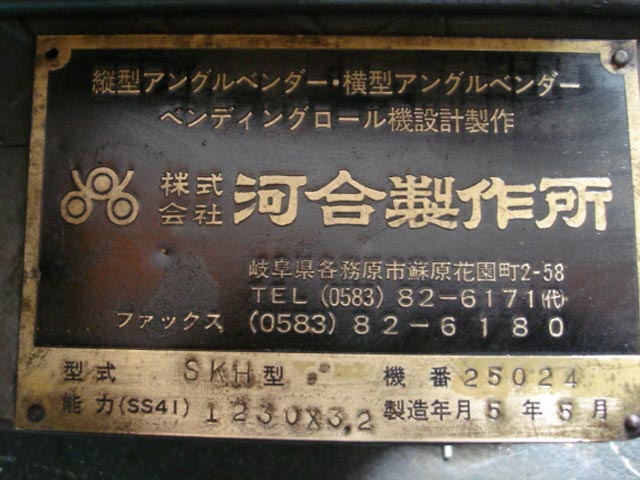 縦型アングルベンダー・横型アングルベンダー
ベンディングロール機設計製作
株式会社 河合製作所
岐阜県各務原市蘇原花園町2-58
TEL (0583) 82-6171(代)
ファックス (0583) 82-6180
型式 SKH型 機番 25024
能力(SS41) 1230X3.2 製造年月 5年5月